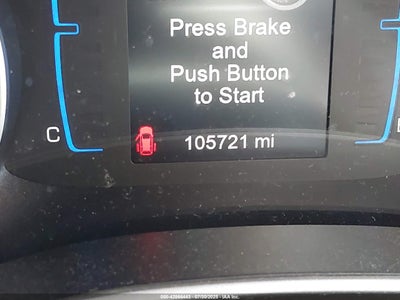 Press Brake
and
Push Button
to Start
C
105721 mi